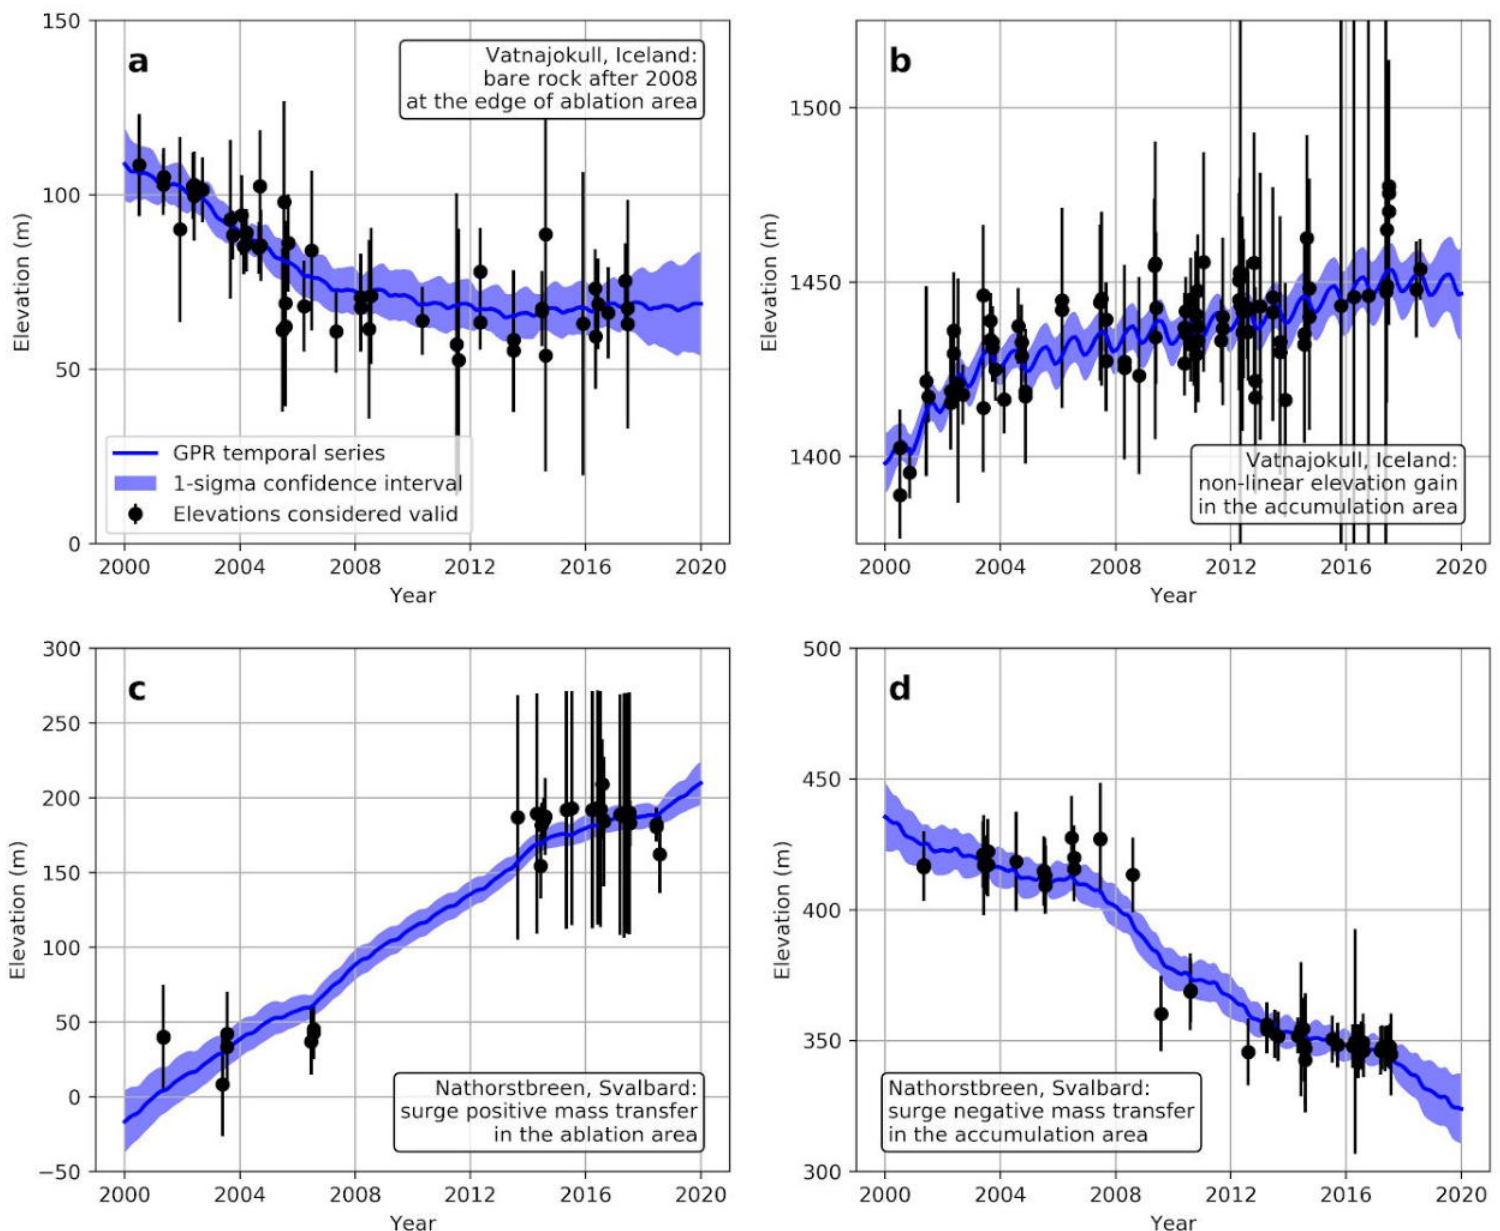 a
Vatnajokull, Iceland:
bare rock after 2008
at the edge of ablation area
150
100
50
0
Elevation (m)
GPR temporal series
1-sigma confidence interval
Elevations considered valid
2000 2004 2008 2012 2016 2020
Year
b
1500
1450
1400
Elevation (m)
Vatnajokull, Iceland:
non-linear elevation gain
in the accumulation area
2000 2004 2008 2012 2016 2020
Year
c
300
250
200
150
100
50
0
−50
Elevation (m)
Nathorstbreen, Svalbard:
surge positive mass transfer
in the ablation area
2000 2004 2008 2012 2016 2020
Year
d
500
450
400
350
300
Elevation (m)
Nathorstbreen, Svalbard:
surge negative mass transfer
in the accumulation area
2000 2004 2008 2012 2016 2020
Year